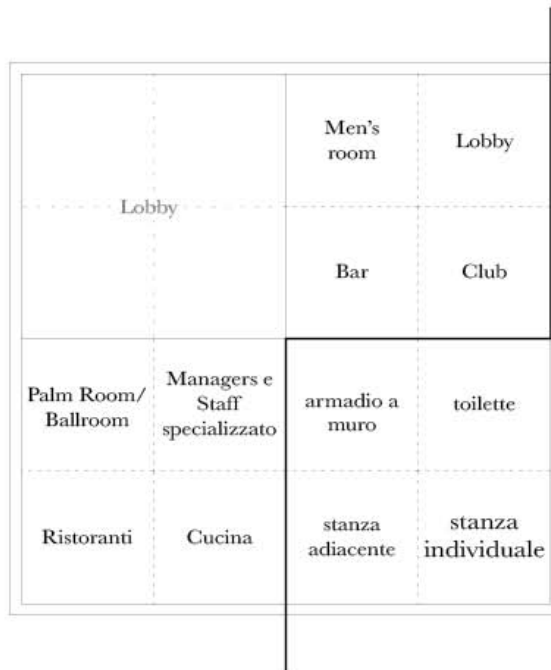 Men's
room
Lobby
Lobby
Bar
Club
Palm Room/
Ballroom
Managers e
Staff
specializzato
armadio a
muro
toilette
Ristoranti
Cucina
stanza
adiacente
stanza
individuale